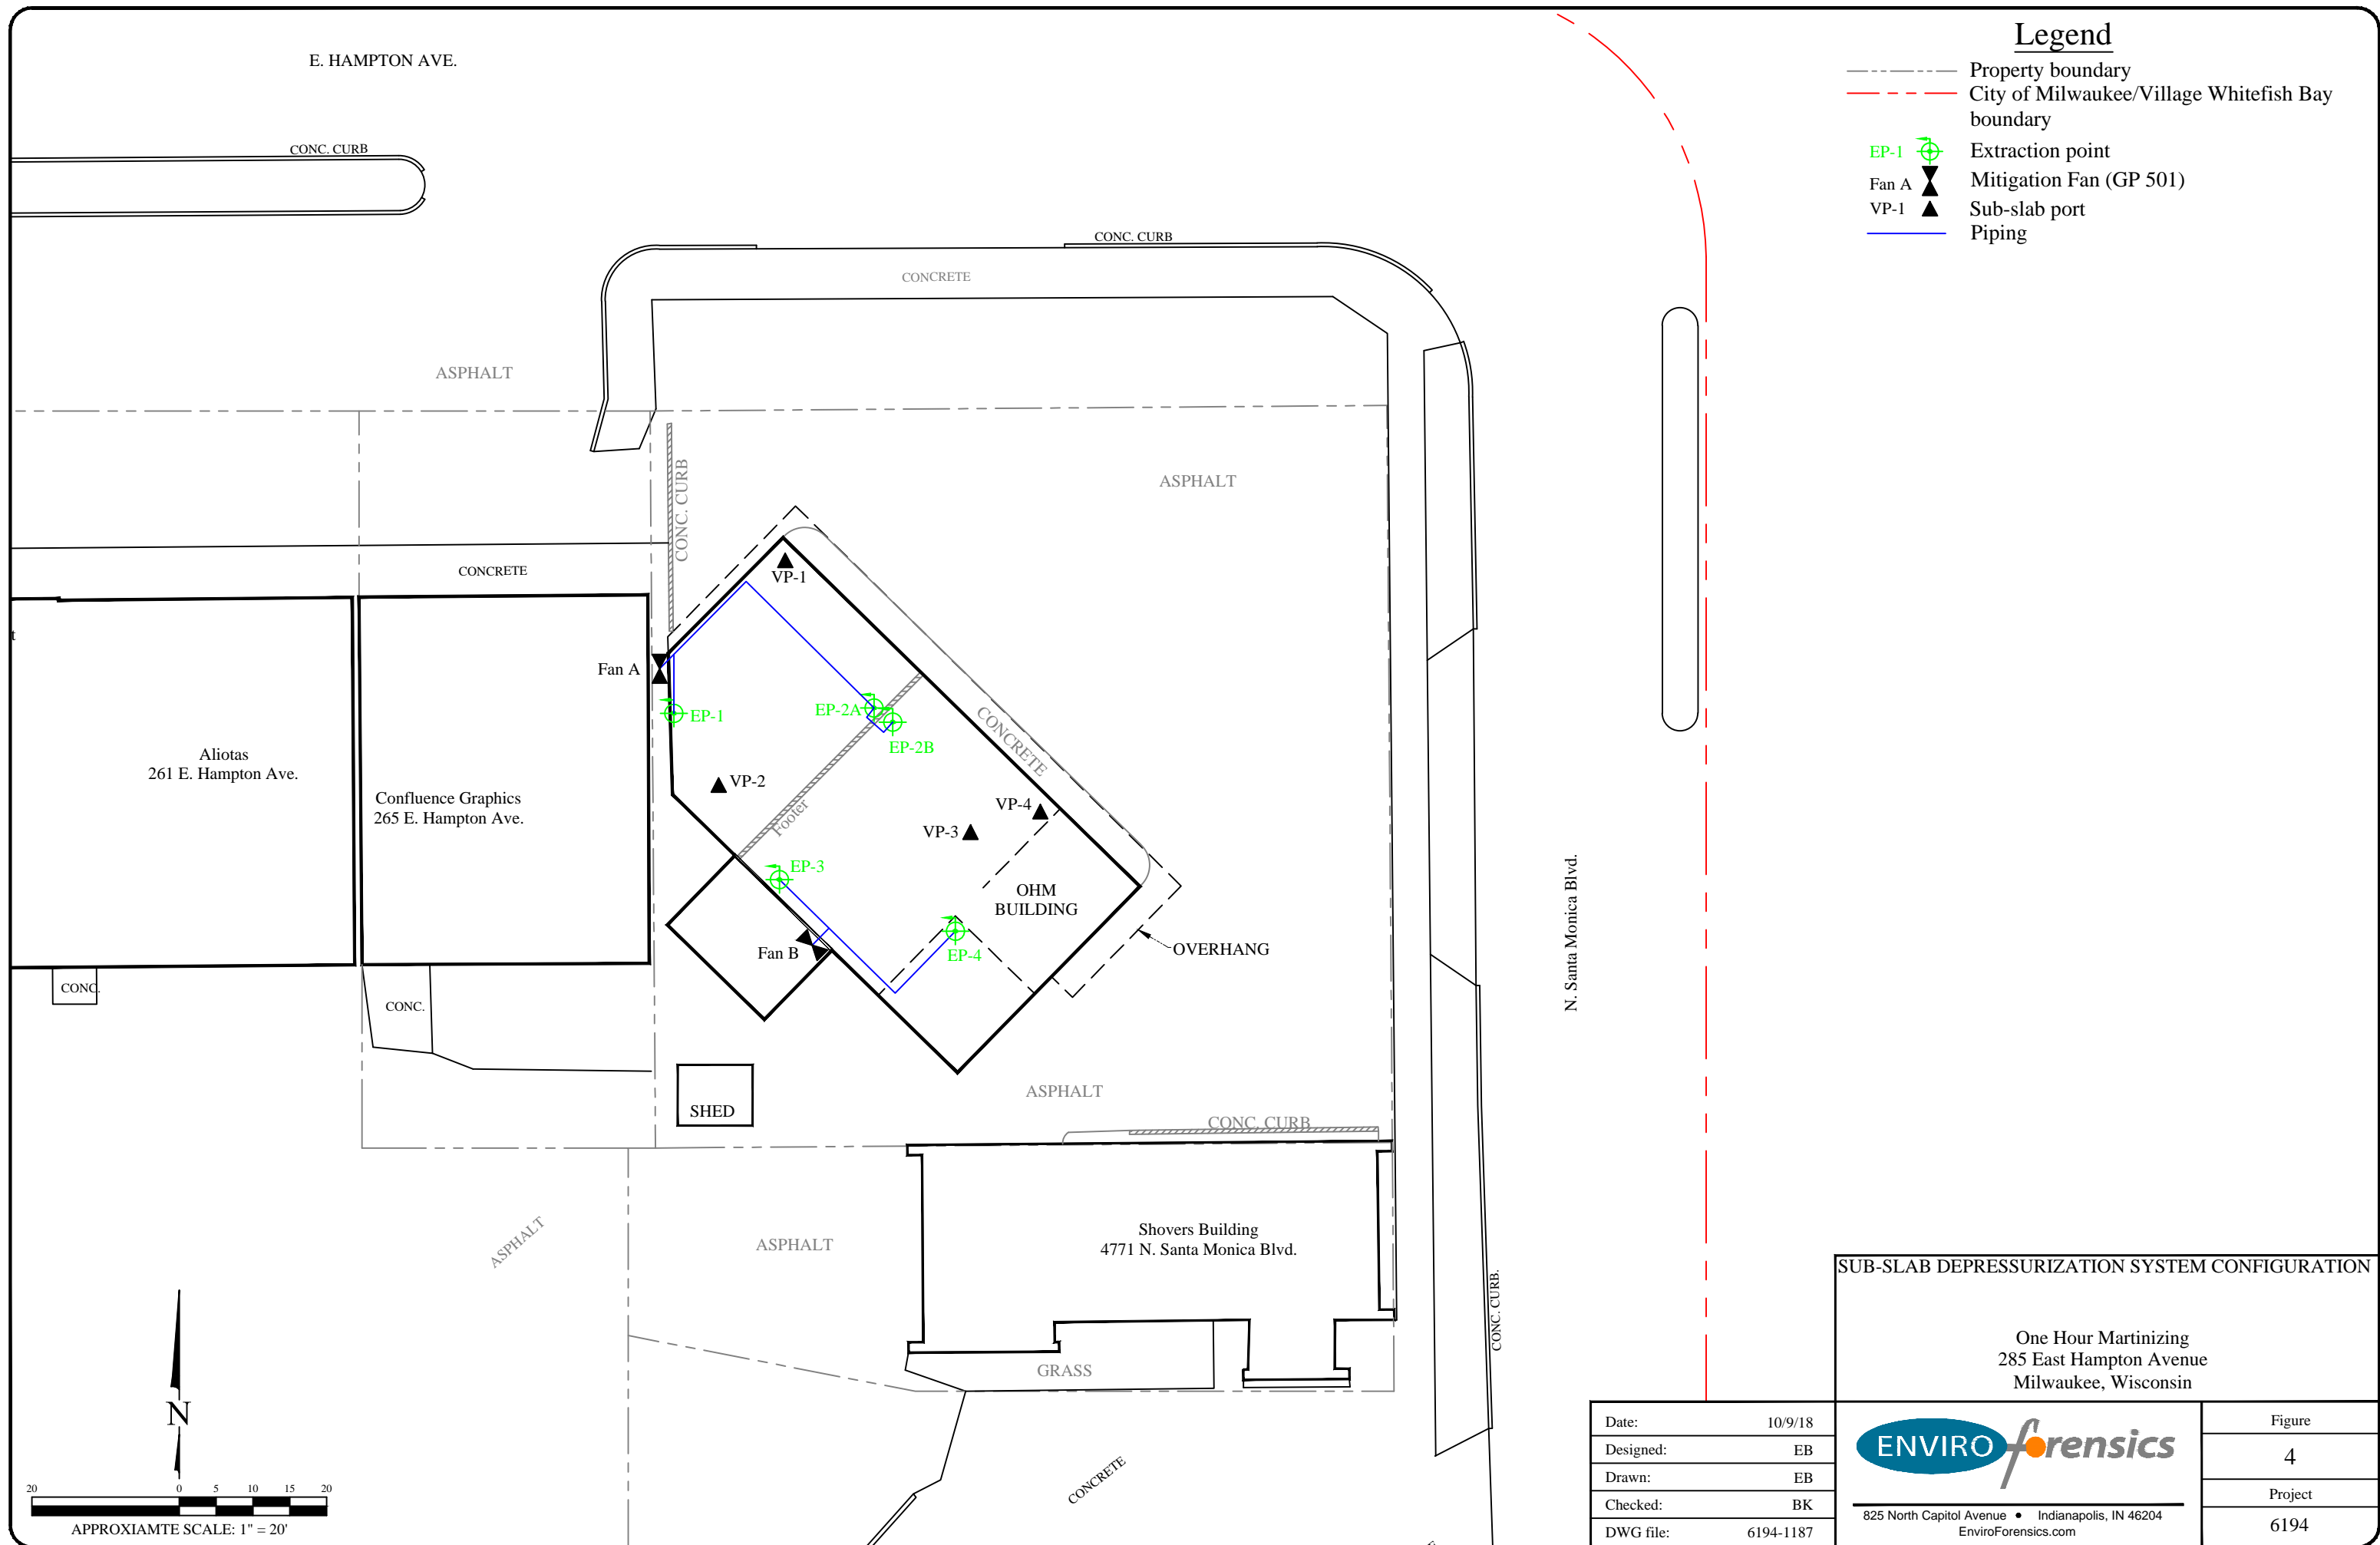 E. HAMPTON AVE.
Legend
Property boundary
City of Milwaukee/Village Whitefish Bay
boundary
EP-1
Extraction point
Fan A
Mitigation Fan (GP 501)
VP-1
Sub-slab port
Piping
CONC. CURB
CONC. CURB
CONCRETE
ASPHALT
CONC. CURB
ASPHALT
CONCRETE
VP-1
t
Fan A
EP-1
EP-2A
EP-2B
CONCRETE
Aliotas
261 E. Hampton Ave.
Confluence Graphics
265 E. Hampton Ave.
VP-2
Footer
VP-4
VP-3
EP-3
OHM
BUILDING
N. Santa Monica Blvd.
Fan B
EP-4
OVERHANG
CONC.
CONC.
SHED
ASPHALT
CONC. CURB
ASPHALT
ASPHALT
Shovers Building
4771 N. Santa Monica Blvd.
GRASS
CONC. CURB.
CONCRETE
N
20 0 5 10 15 20
APPROXIAMTE SCALE: 1" = 20'
SUB-SLAB DEPRESSURIZATION SYSTEM CONFIGURATION
One Hour Martinizing
285 East Hampton Avenue
Milwaukee, Wisconsin
Date: 10/9/18
Designed: EB
Drawn: EB
Checked: BK
DWG file: 6194-1187
ENVIRO forensics
825 North Capitol Avenue • Indianapolis, IN 46204
EnviroForensics.com
Figure
4
Project
6194